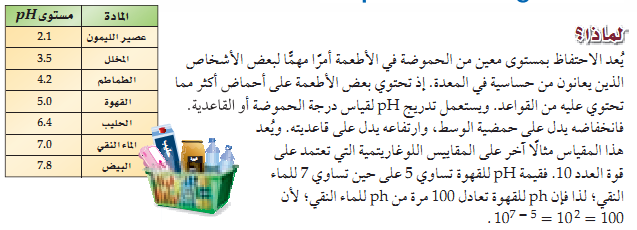 لماذا؟
يُعد الاحتفاظ بمستوى معين من الحموضة في الأطعمة أمرًا مهمًّا لبعض الأشخاص
الذين يعانون من حساسية في المعدة. إذ تحتوي بعض الأطعمة على أحماض أكثر مما
تحتوي عليه من القواعد. ويستعمل تدريج pH لقياس درجة الحموضة أو القاعدية.
فانخفاضه يدل على حمضية الوسط، وارتفاعه يدل على قاعديته. ويُعد
هذا المقياس مثالًا آخر على المقاييس اللوغاريتمية التي تعتمد على
قوة العدد 10. فقيمة pH للقهوة تساوي 5 على حين تساوي 7 للماء
النقي؛ لذا فإن ph للقهوة تعادل 100 مرة من ph للماء النقي؛ لأن
10⁷⁻⁵ = 10² = 100 .
المادة مستوى pH
عصير الليمون 2.1
المخلل 3.5
الطماطم 4.2
القهوة 5.0
الحليب 6.4
الماء النقي 7.0
البيض 7.8